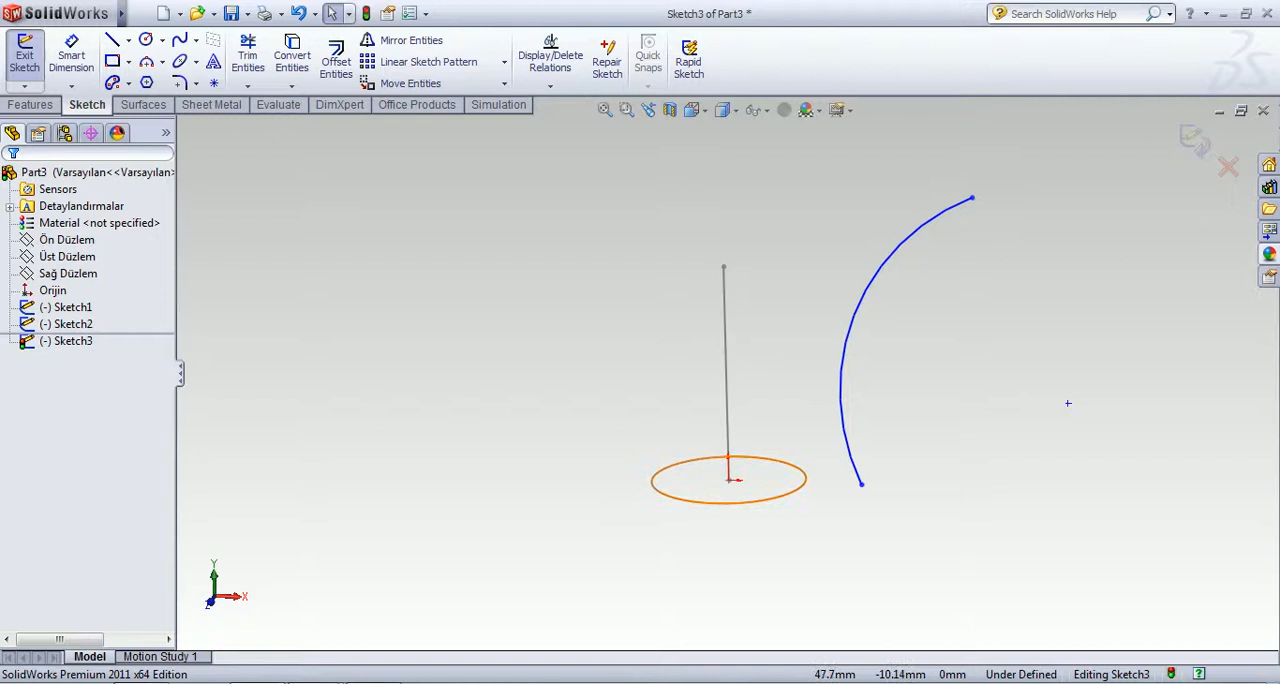 SolidWorks
Sketch3 of Part3 *
Search SolidWorks Help
Exit Sketch
Smart Dimension
Trim Entities
Convert Entities
Offset Entities
Mirror Entities
Linear Sketch Pattern
Move Entities
Display/Delete Relations
Repair Sketch
Quick Snaps
Rapid Sketch
Features
Sketch
Surfaces
Sheet Metal
Evaluate
DimXpert
Office Products
Simulation
Part3 (Varsayılan<<Varsayılan>
Sensors
Detaylandırmalar
Material <not specified>
Ön Düzlem
Üst Düzlem
Sağ Düzlem
Orijin
(-) Sketch1
(-) Sketch2
(-) Sketch3
Y
X
Z
Model
Motion Study 1
SolidWorks Premium 2011 x64 Edition
47.7mm
-10.14mm
0mm
Under Defined
Editing Sketch3